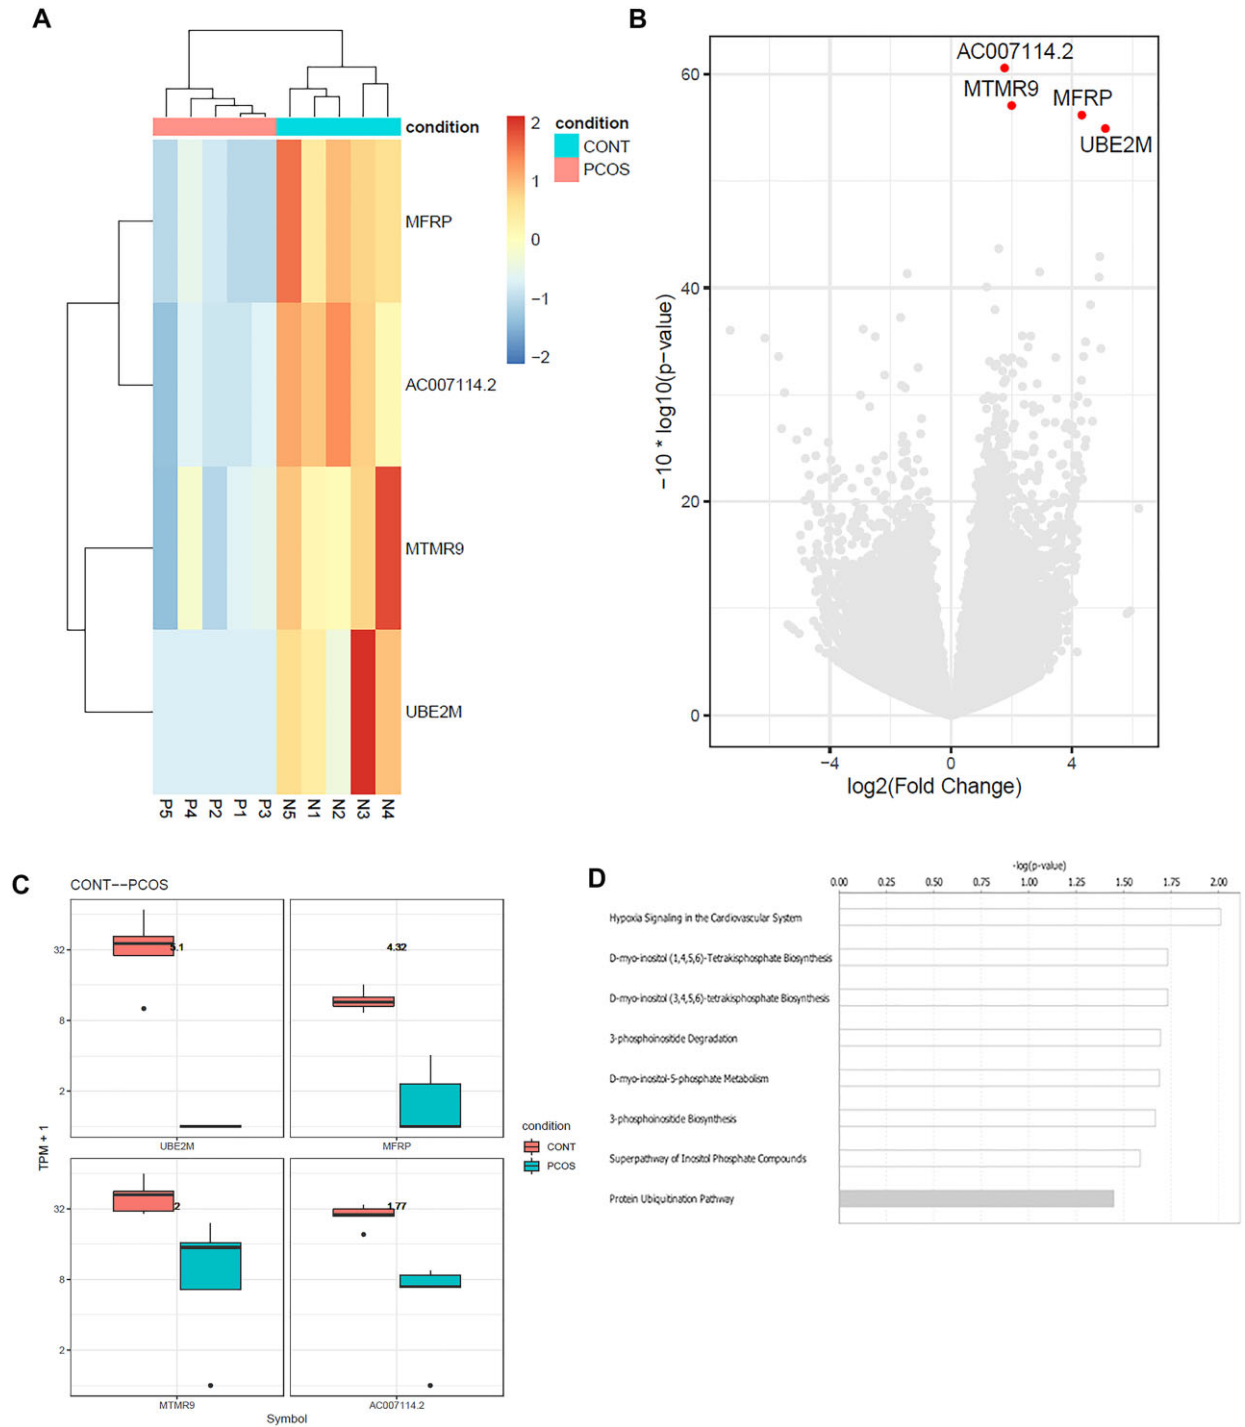 A
condition
MFRP
AC007114.2
MTMR9
UBE2M
P5 P4 P2 P1 P3 N5 N1 N2 N3 N4
2
1
0
−1
−2
condition
CONT
PCOS
B
AC007114.2
MTMR9
MFRP
UBE2M
60
40
20
0
−10 * log10(p−value)
−4 0 4
log2(Fold Change)
C
CONT−−PCOS
5.1
4.32
32
8
2
UBE2M
MFRP
2
1.77
32
8
2
MTMR9
AC007114.2
TPM + 1
Symbol
condition
CONT
PCOS
D
-log(p-value)
0.00 0.25 0.50 0.75 1.00 1.25 1.50 1.75 2.00
Hypoxia Signaling in the Cardiovascular System
D-myo-inositol (1,4,5,6)-Tetrakisphosphate Biosynthesis
D-myo-inositol (3,4,5,6)-tetrakisphosphate Biosynthesis
3-phosphoinositide Degradation
D-myo-inositol-5-phosphate Metabolism
3-phosphoinositide Biosynthesis
Superpathway of Inositol Phosphate Compounds
Protein Ubiquitination Pathway